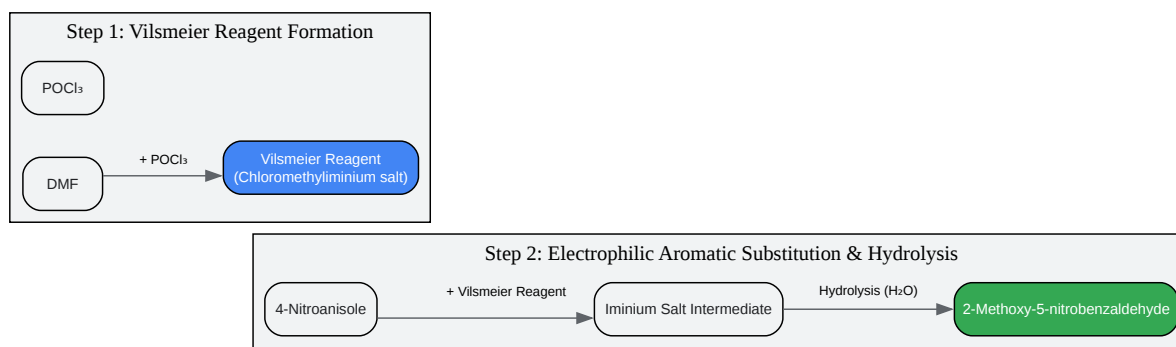 Step 1: Vilsmeier Reagent Formation
POCl₃
DMF
+ POCl₃
Vilsmeier Reagent
(Chloromethyliminium salt)
Step 2: Electrophilic Aromatic Substitution & Hydrolysis
4-Nitroanisole
+ Vilsmeier Reagent
Iminium Salt Intermediate
Hydrolysis (H₂O)
2-Methoxy-5-nitrobenzaldehyde